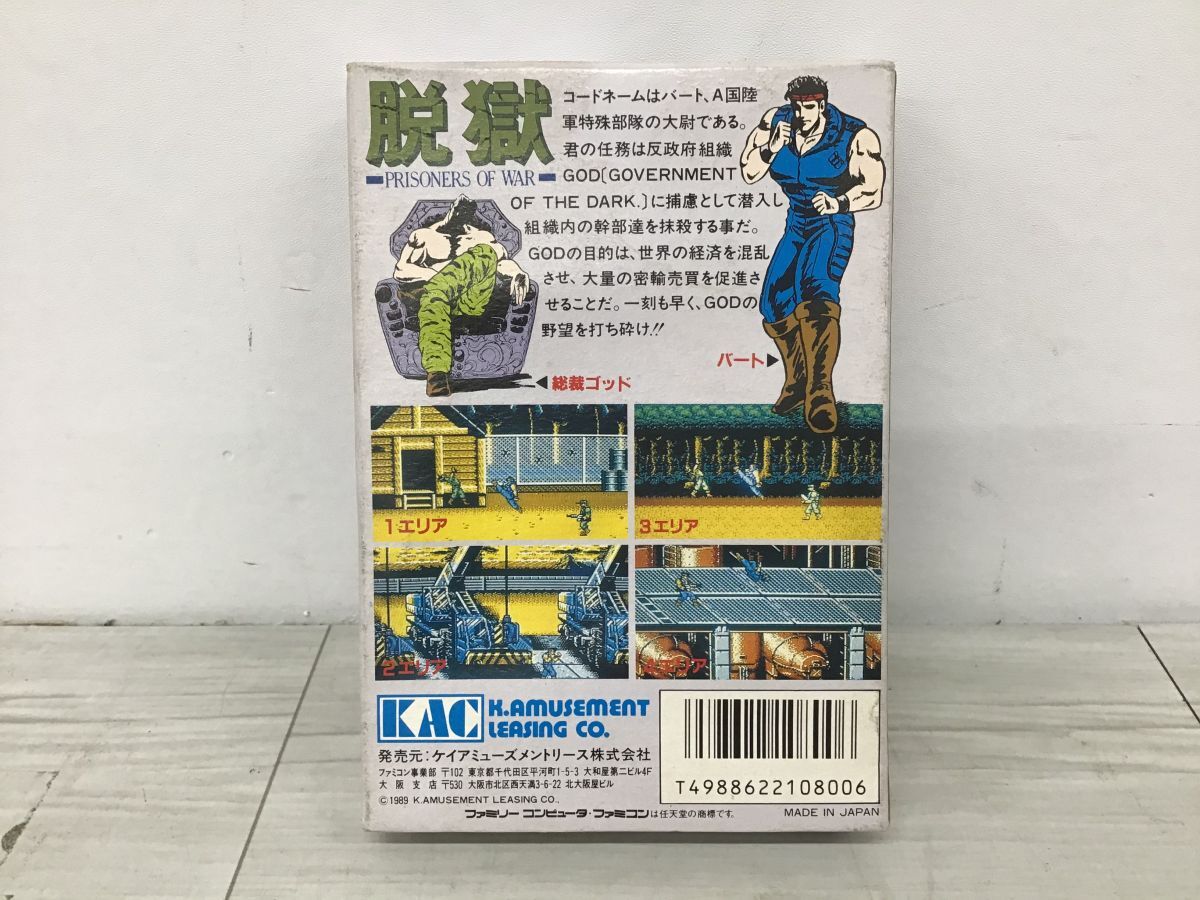 脱獄
PRISONERS OF WAR
コードネームはバート、A国陸
軍特殊部隊の大尉である。
君の任務は反政府組織
GOD〔GOVERNMENT
OF THE DARK.〕に捕慮として潜入し
組織内の幹部達を抹殺する事だ。
GODの目的は、世界の経済を混乱
させ、大量の密輸売買を促進さ
せることだ。一刻も早く、GODの
野望を打ち砕け!!
バート▶
◀総裁ゴッド
1エリア
3エリア
2エリア
4エリア
KAC
K.AMUSEMENT
LEASING CO.
発売元:ケイアミューズメントリース株式会社
ファミコン事業部 〒102 東京都千代田区平河町1-5-3 大和屋第二ビル4F
大阪支店 〒530 大阪市北区西天満3-6-22 北大阪屋ビル
©1989 K.AMUSEMENT LEASING CO.,
T4988622108006
ファミリーコンピュータ・ファミコンは任天堂の商標です。
MADE IN JAPAN